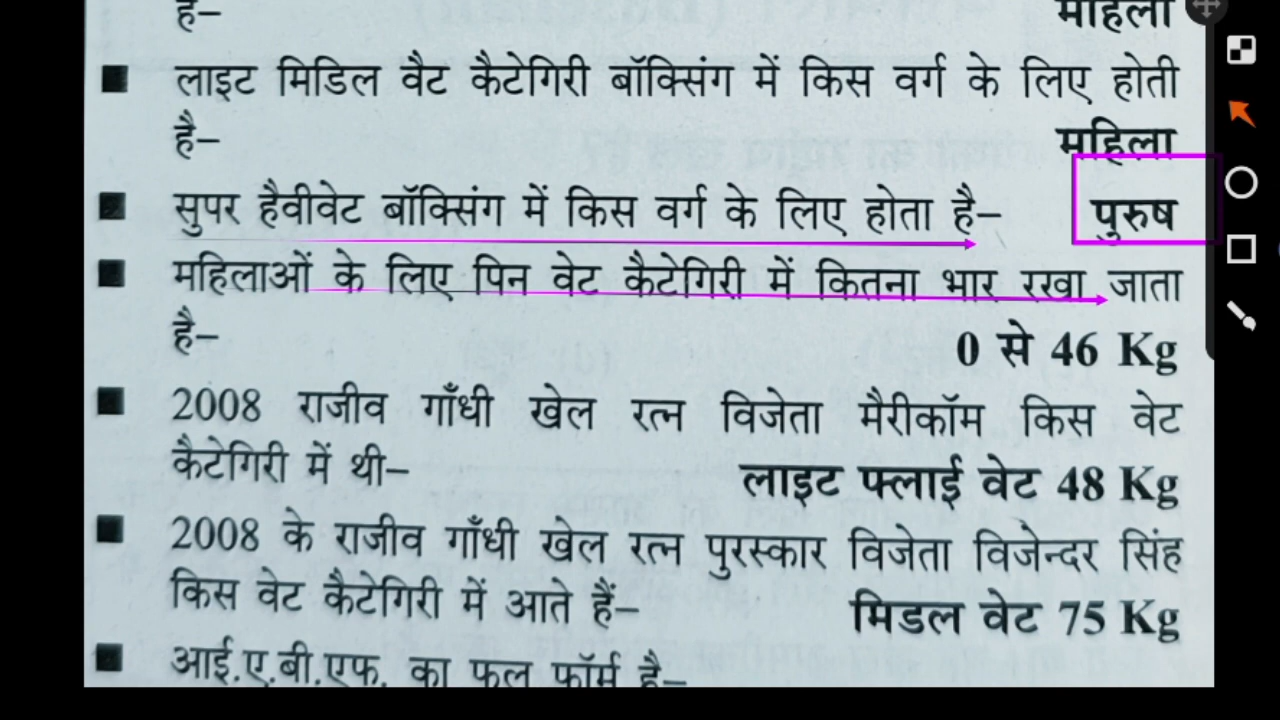 है– महिला
लाइट मिडिल वैट कैटेगिरी बॉक्सिंग में किस वर्ग के लिए होती
है– महिला
सुपर हैवीवेट बॉक्सिंग में किस वर्ग के लिए होता है– पुरुष
महिलाओं के लिए पिन वेट कैटेगिरी में कितना भार रखा जाता
है– 0 से 46 Kg
2008 राजीव गाँधी खेल रत्न विजेता मैरीकॉम किस वेट
कैटेगिरी में थी– लाइट फ्लाई वेट 48 Kg
2008 के राजीव गाँधी खेल रत्न पुरस्कार विजेता विजेन्दर सिंह
किस वेट कैटेगिरी में आते हैं– मिडल वेट 75 Kg
आई.ए.बी.एफ. का फुल फॉर्म है–